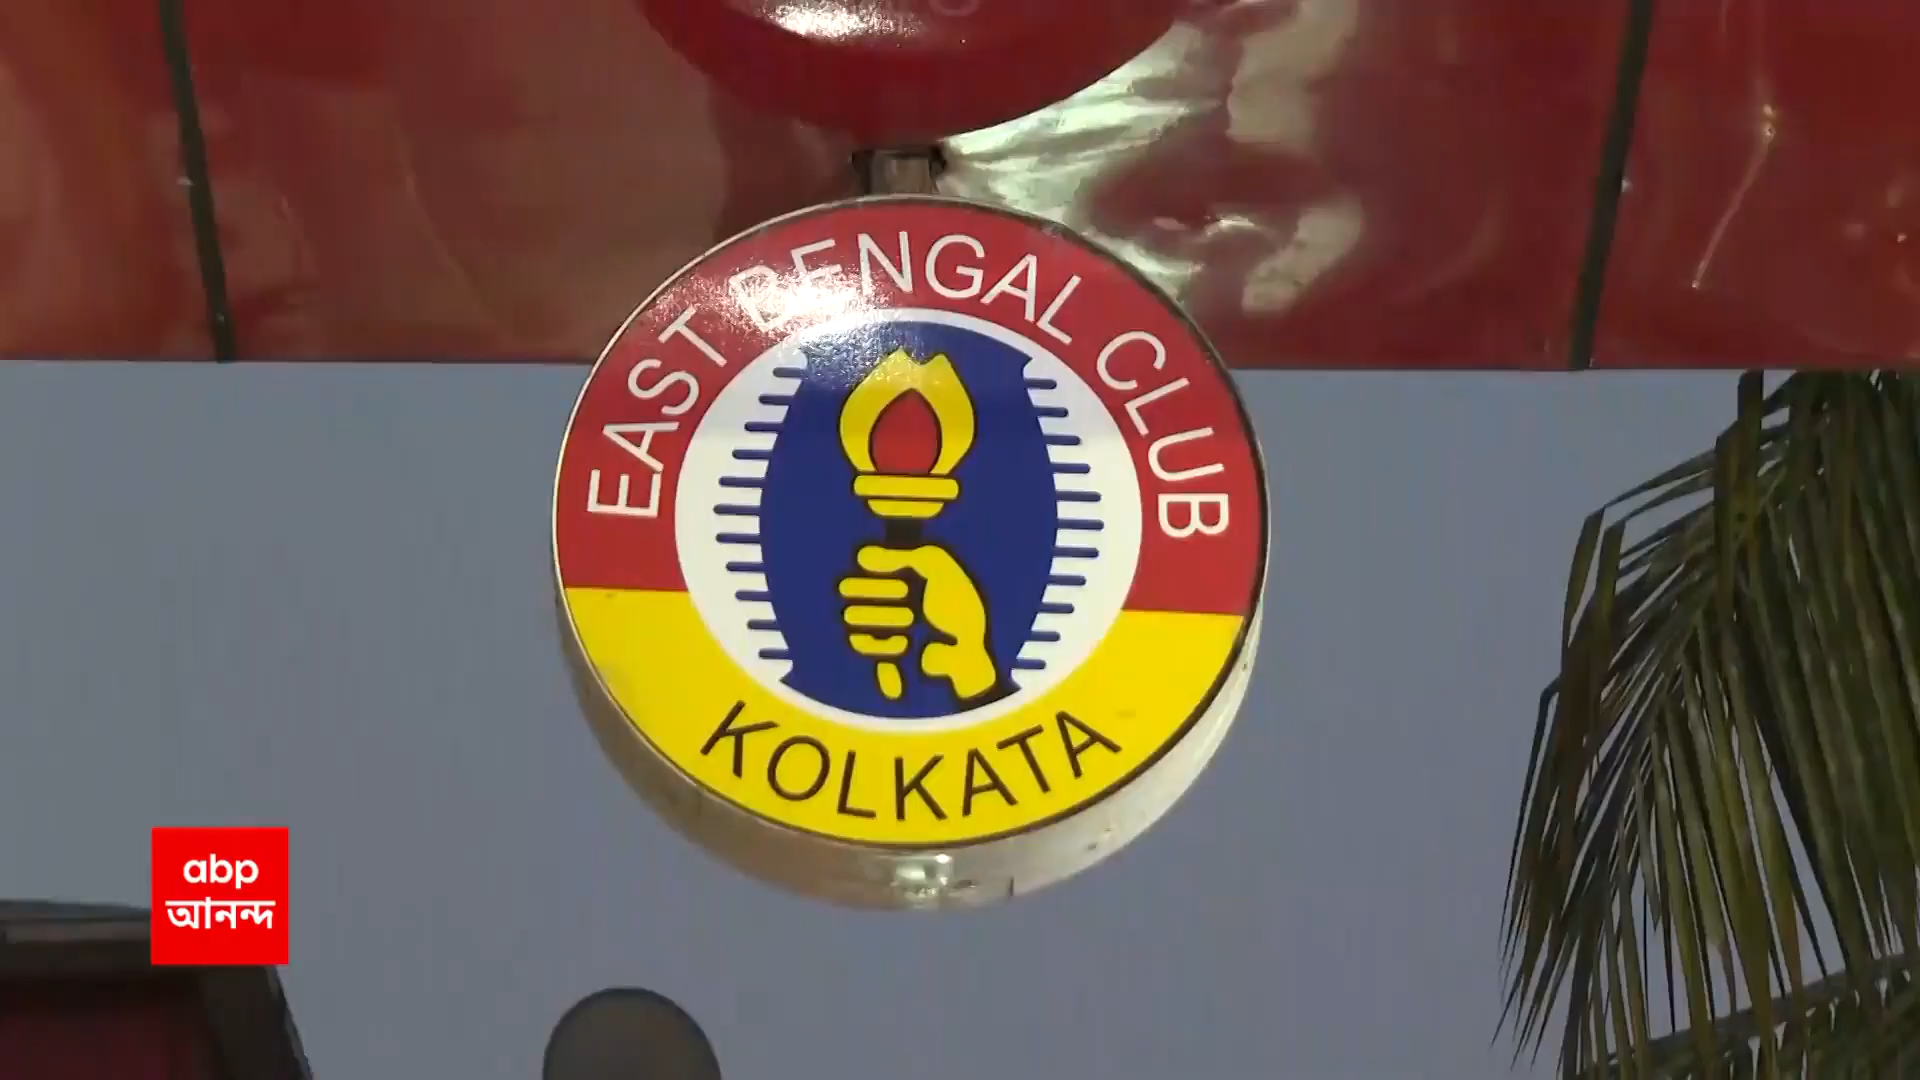 EAST BENGAL CLUB
KOLKATA
abp
আনন্দ